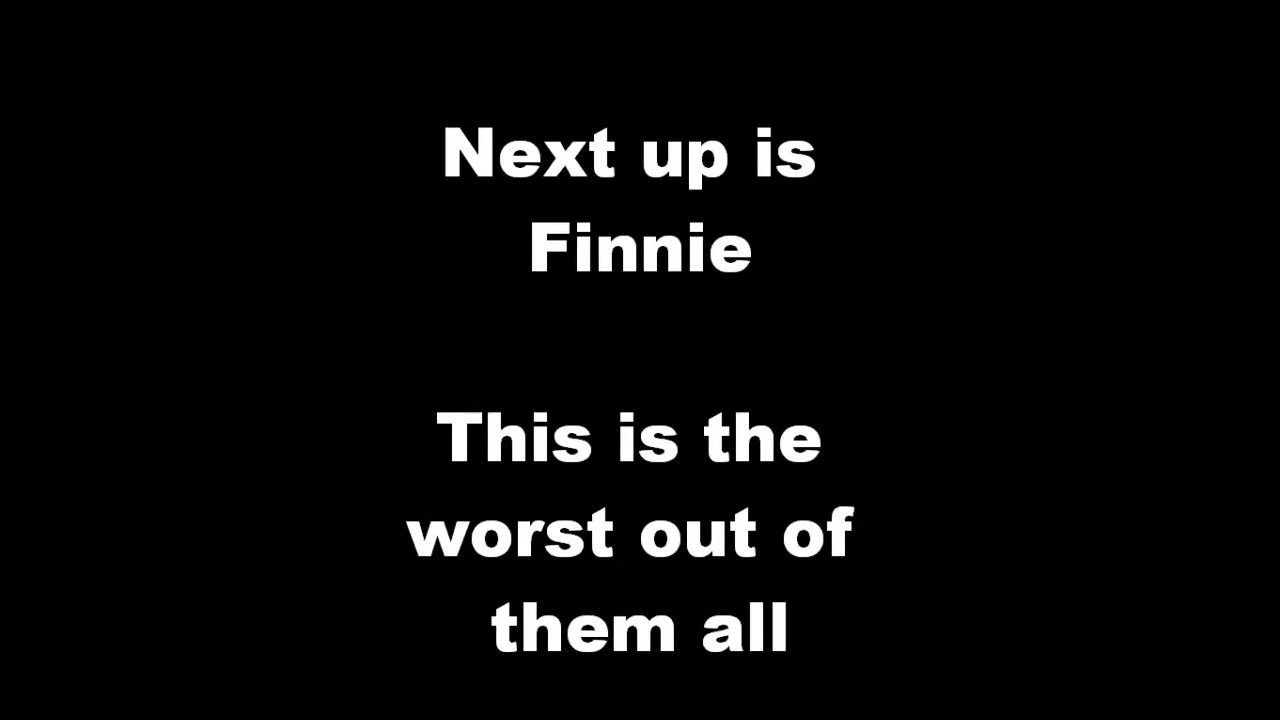 Next up is
Finnie
This is the
worst out of
them all